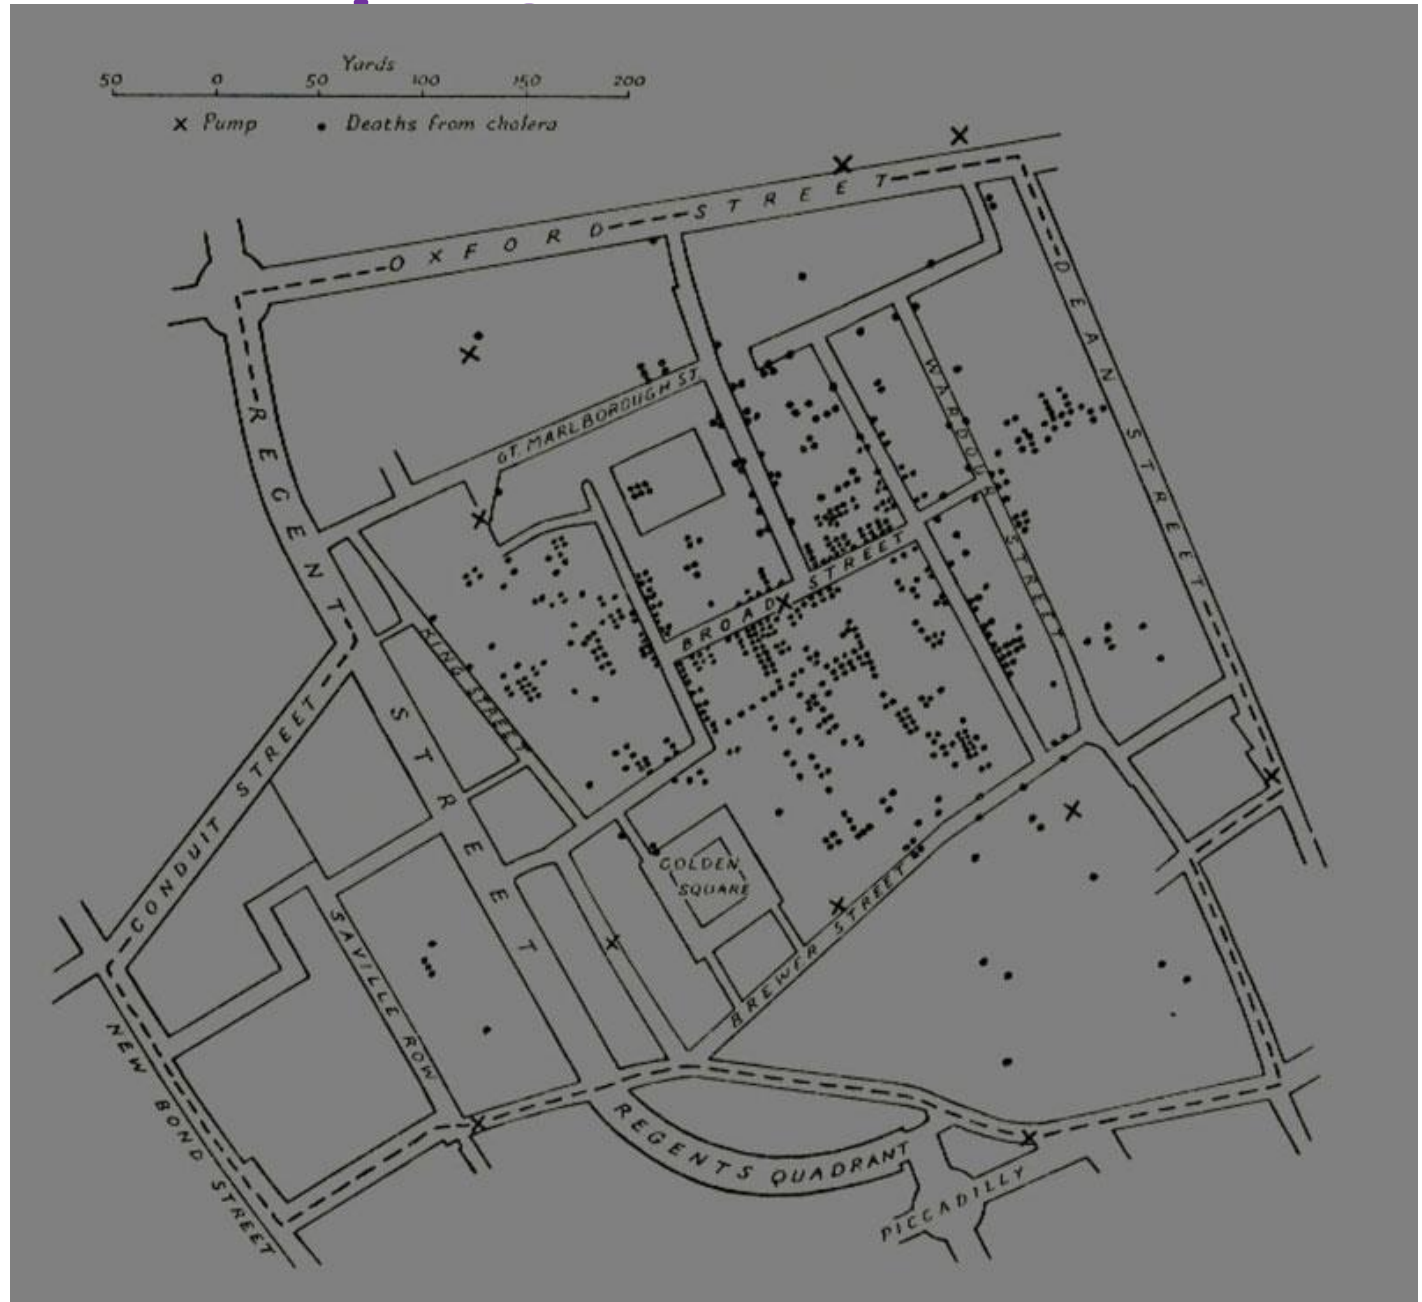 Yards
50 0 50 100 150 200
× Pump • Deaths from cholera
OXFORD STREET
REGENT STREET
DEAN STREET
WARDOUR STREET
GT. MARLBOROUGH ST.
BROAD STREET
KING STREET
CONDUIT STREET
GOLDEN
SQUARE
BREWER STREET
SAVILLE ROW
NEW BOND STREET
REGENTS QUADRANT
PICCADILLY